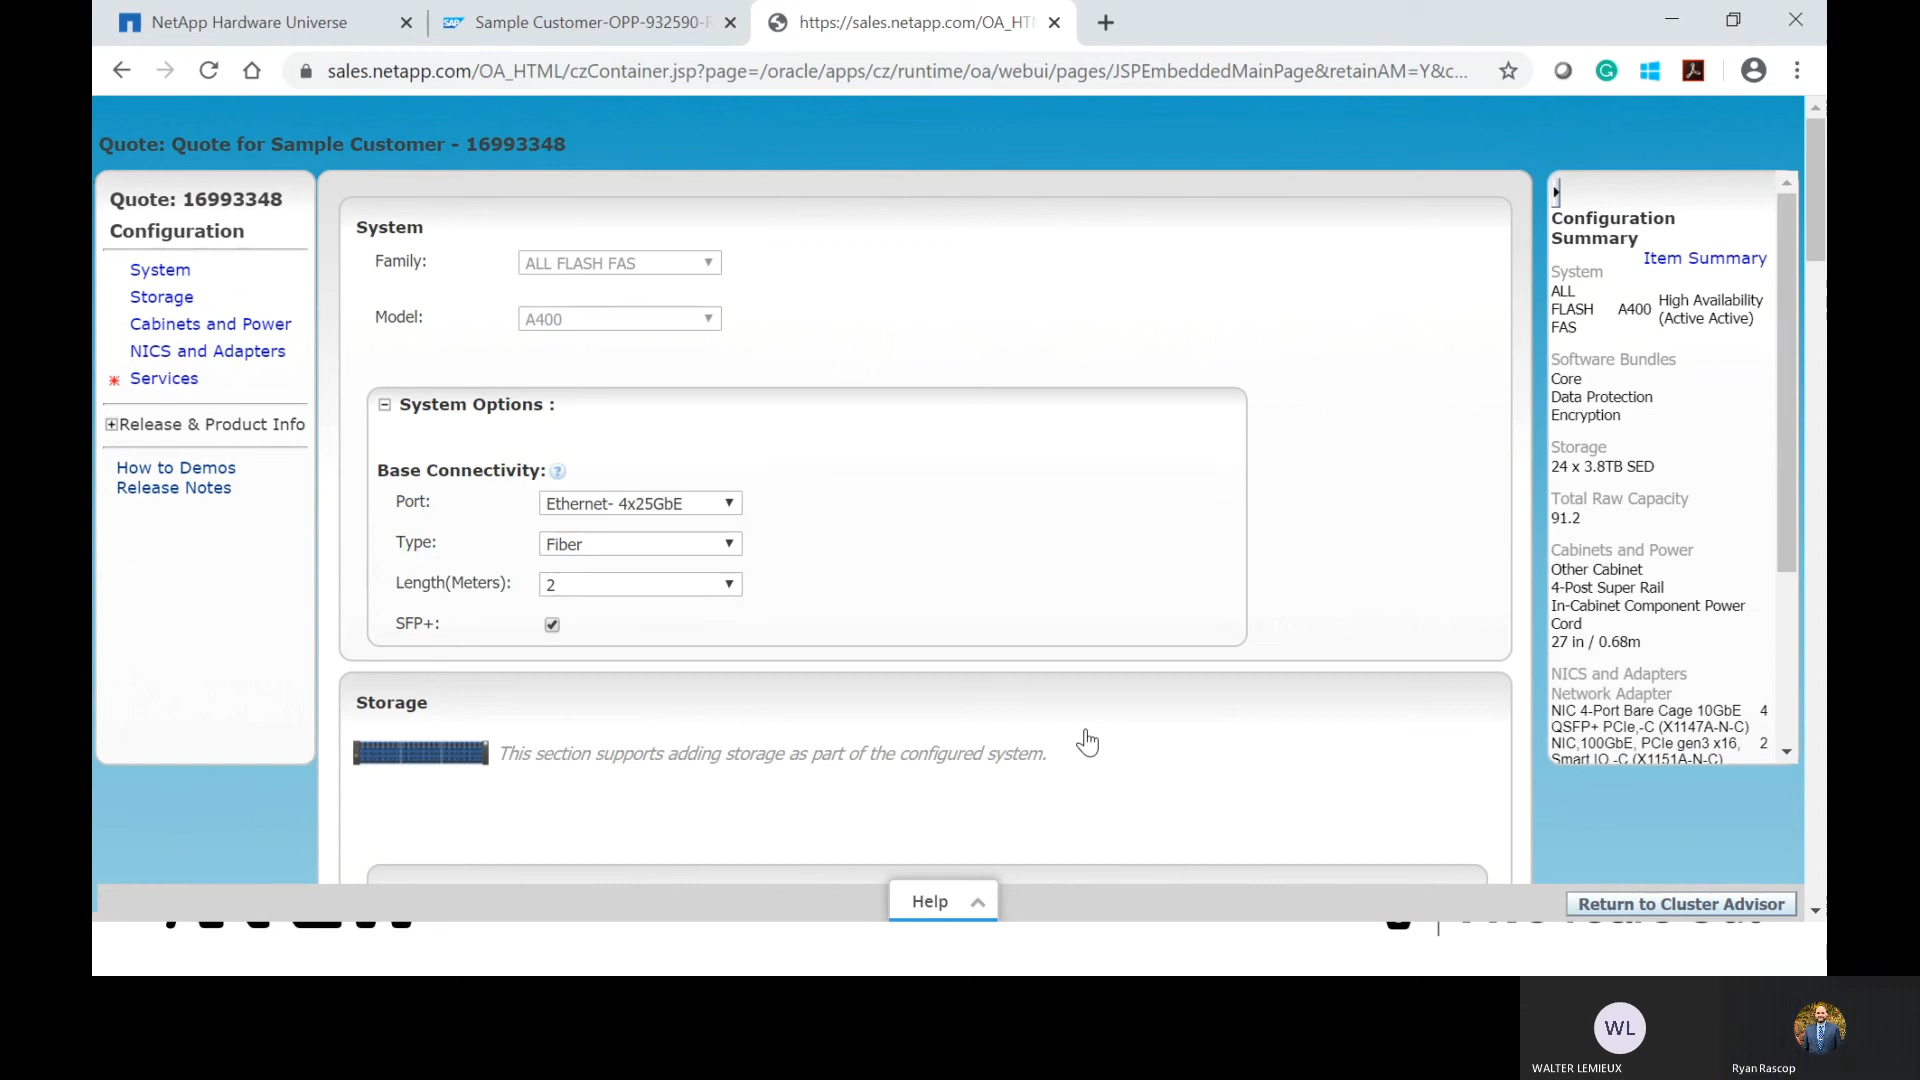 NetApp Hardware Universe
SAP Sample Customer-OPP-932590-
https://sales.netapp.com/OA_HT
sales.netapp.com/OA_HTML/czContainer.jsp?page=/oracle/apps/cz/runtime/oa/webui/pages/JSPEmbeddedMainPage&retainAM=Y&c...
Quote: Quote for Sample Customer - 16993348
Quote: 16993348
Configuration
System
Storage
Cabinets and Power
NICS and Adapters
Services
Release & Product Info
How to Demos
Release Notes
System
Family:
ALL FLASH FAS
Model:
A400
System Options :
Base Connectivity: ?
Port:
Ethernet- 4x25GbE
Type:
Fiber
Length(Meters):
2
SFP+:
Storage
This section supports adding storage as part of the configured system.
Configuration
Summary
Item Summary
System
ALL
FLASH
FAS
A400
High Availability
(Active Active)
Software Bundles
Core
Data Protection
Encryption
Storage
24 x 3.8TB SED
Total Raw Capacity
91.2
Cabinets and Power
Other Cabinet
4-Post Super Rail
In-Cabinet Component Power
Cord
27 in / 0.68m
NICS and Adapters
Network Adapter
NIC 4-Port Bare Cage 10GbE 4
QSFP+ PCIe,-C (X1147A-N-C)
NIC,100GbE, PCIe gen3 x16, 2
Smart IO -C (X1151A-N-C)
Help
Return to Cluster Advisor
WL
WALTER LEMIEUX
Ryan Rascop